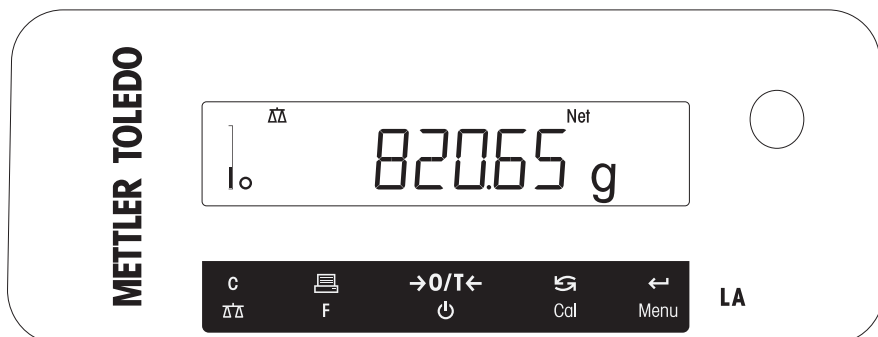 METTLER TOLEDO
Net
820.65 g
C
→0/T←
F
Cal
Menu
LA